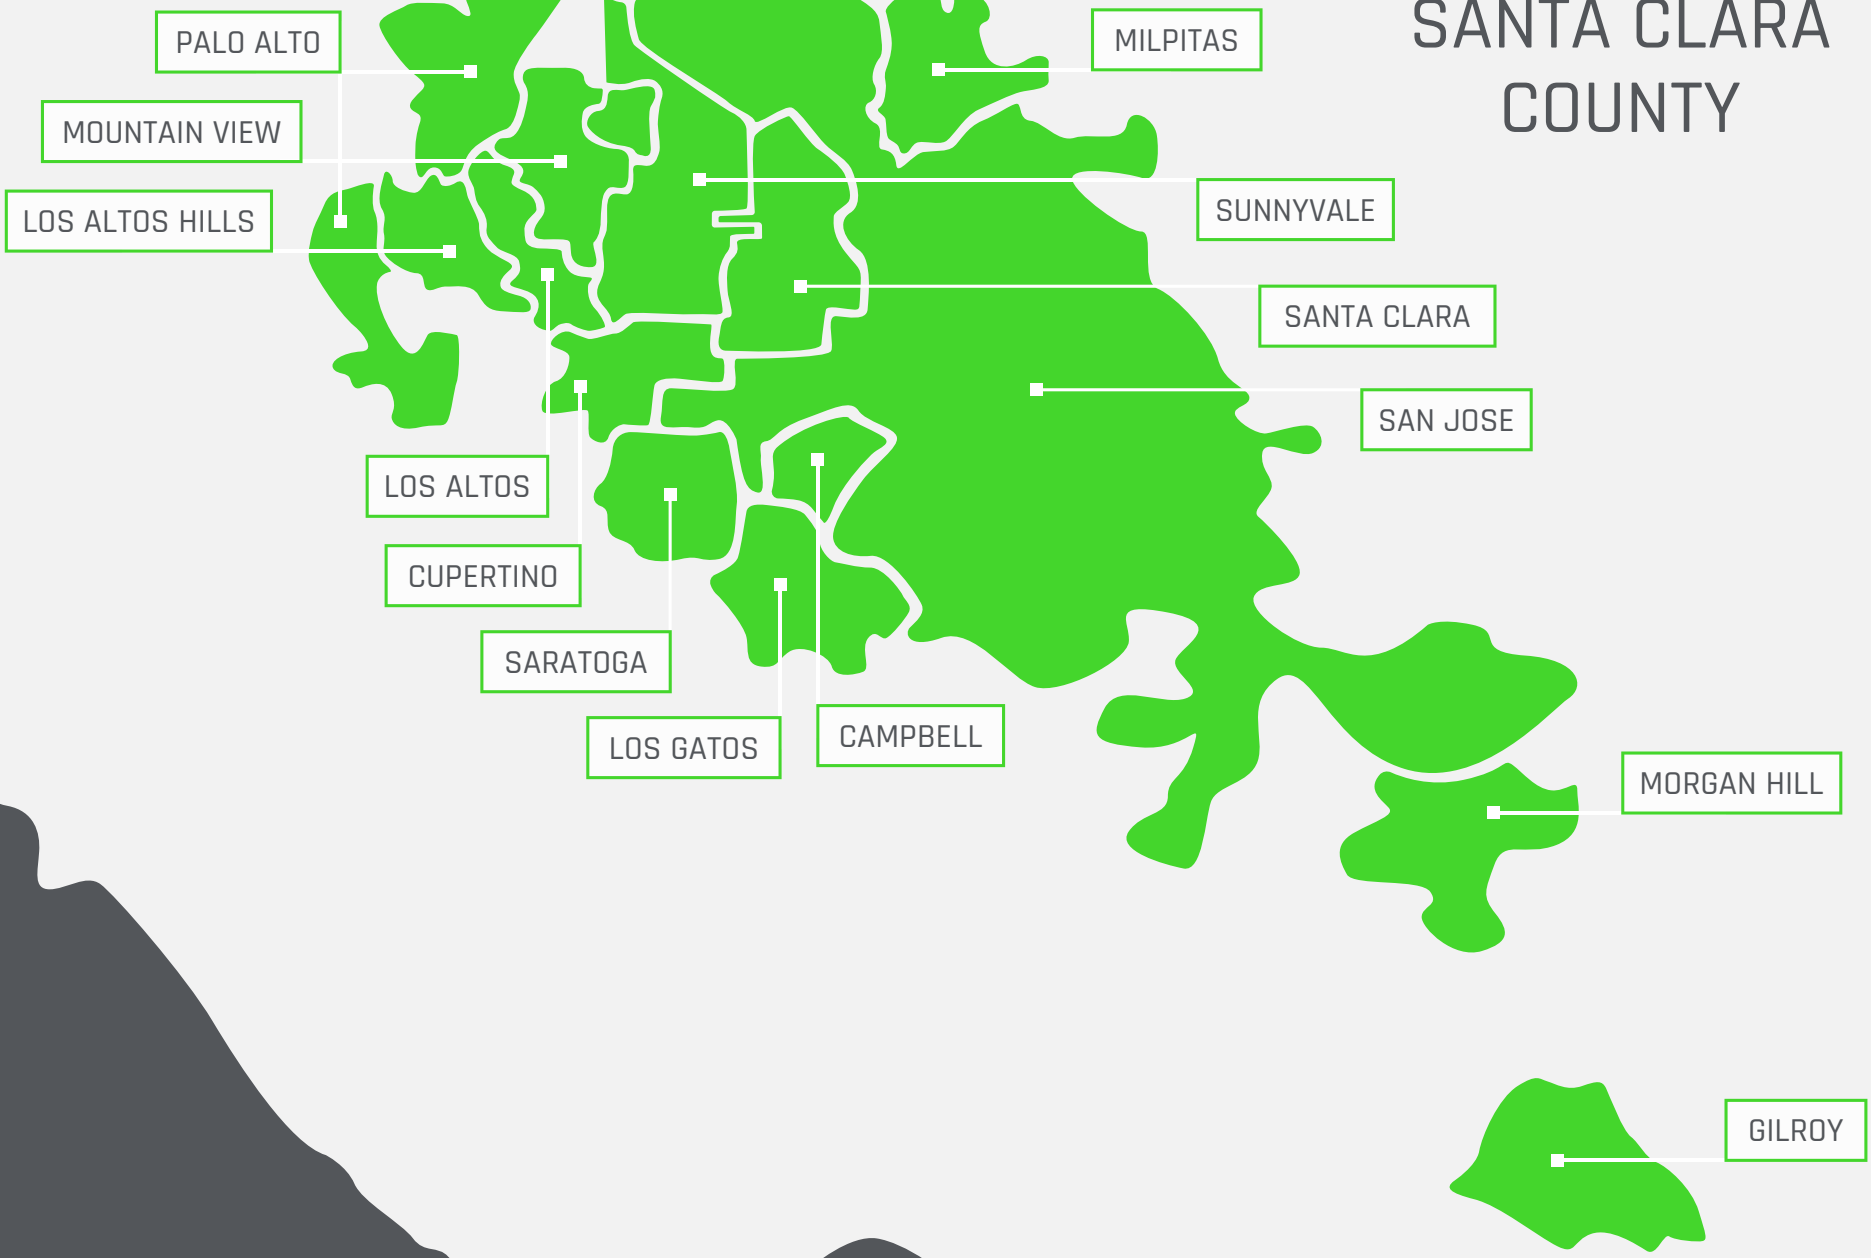 SANTA CLARA
COUNTY
PALO ALTO
MILPITAS
MOUNTAIN VIEW
LOS ALTOS HILLS
SUNNYVALE
SANTA CLARA
SAN JOSE
LOS ALTOS
CUPERTINO
SARATOGA
LOS GATOS
CAMPBELL
MORGAN HILL
GILROY